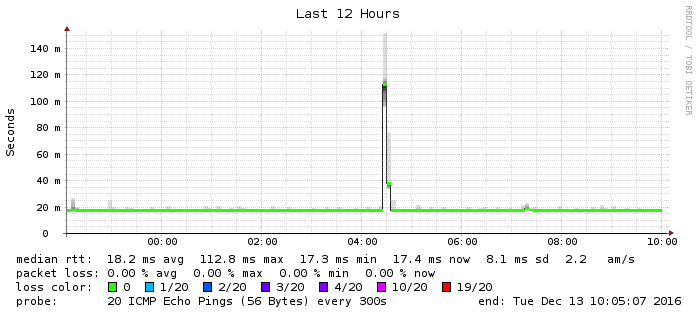 Last 12 Hours
RRDTOOL / TOBI OETIKER
Seconds
140 m
120 m
100 m
80 m
60 m
40 m
20 m
0
00:00 02:00 04:00 06:00 08:00 10:00
median rtt: 18.2 ms avg 112.8 ms max 17.3 ms min 17.4 ms now 8.1 ms sd 2.2 am/s
packet loss: 0.00 % avg 0.00 % max 0.00 % min 0.00 % now
loss color: 0 1/20 2/20 3/20 4/20 10/20 19/20
probe: 20 ICMP Echo Pings (56 Bytes) every 300s end: Tue Dec 13 10:05:07 2016